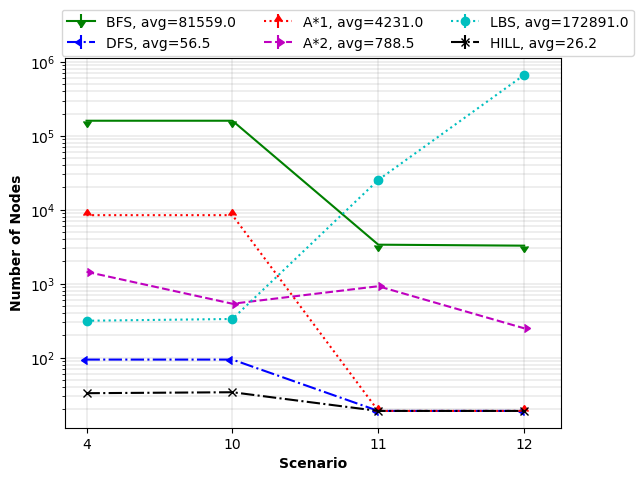 BFS, avg=81559.0 A*1, avg=4231.0 LBS, avg=172891.0
DFS, avg=56.5 A*2, avg=788.5 HILL, avg=26.2
10^6
10^5
10^4
10^3
10^2
Number of Nodes
4 10 11 12
Scenario